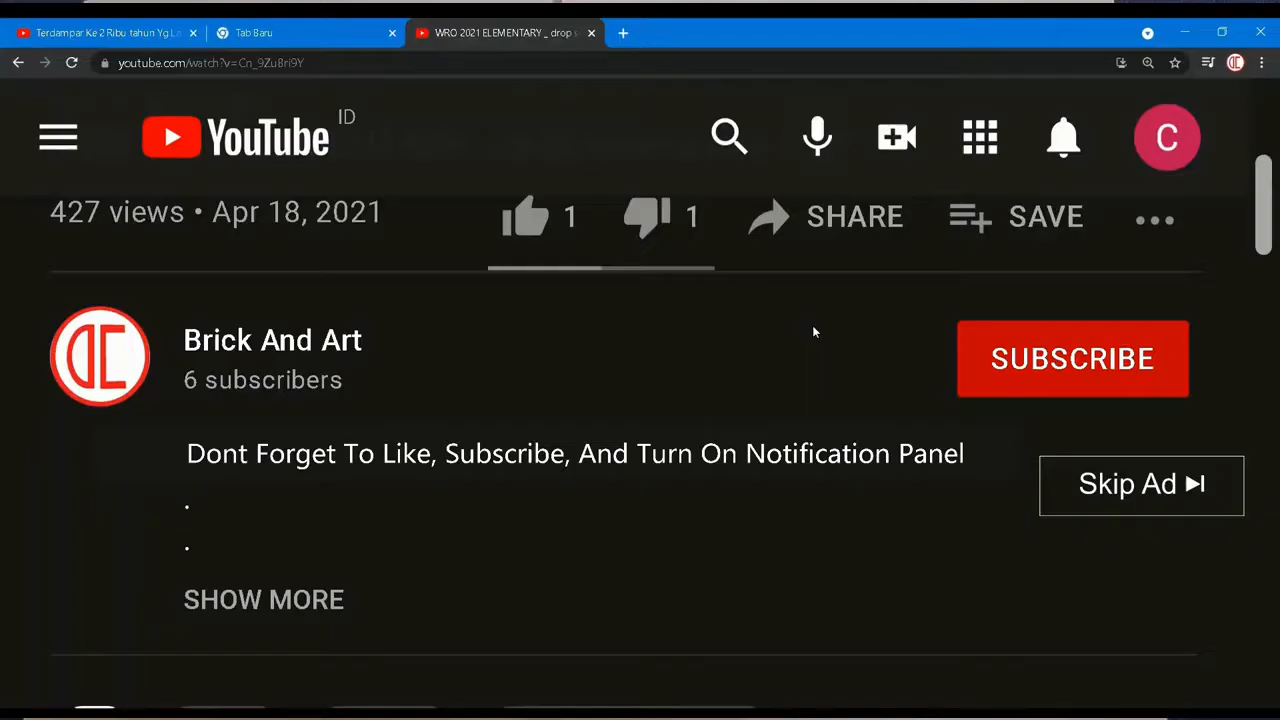 Terdampar Ke 2 Ribu tahun Yg La
Tab Baru
WRO 2021 ELEMENTARY _ drop s
youtube.com/watch?v=Cn_9ZuBri9Y
YouTube ID
C
427 views • Apr 18, 2021
1
1
SHARE
SAVE
Brick And Art
6 subscribers
SUBSCRIBE
Dont Forget To Like, Subscribe, And Turn On Notification Panel
.
Skip Ad
.
SHOW MORE